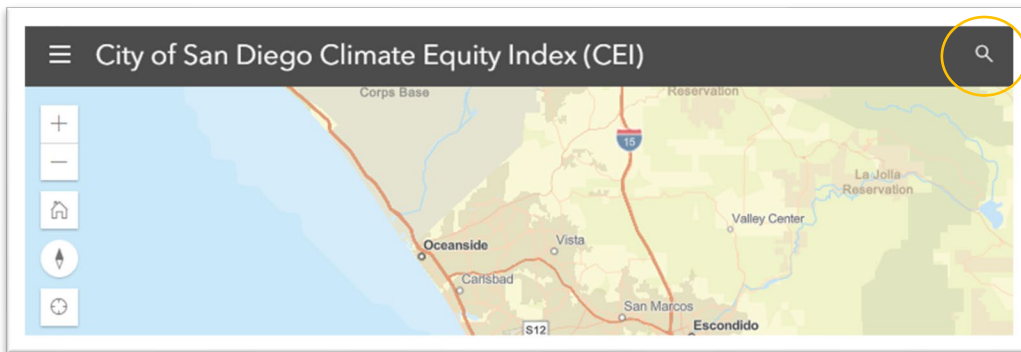 City of San Diego Climate Equity Index (CEI)
Corps Base
Reservation
15
La Jolla
Reservation
Valley Center
Oceanside
Vista
Carlsbad
San Marcos
S12
Escondido